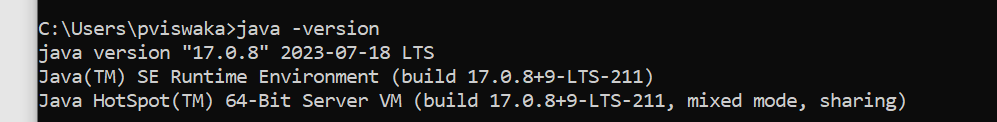 C:\Users\pviswaka>java -version
java version "17.0.8" 2023-07-18 LTS
Java(TM) SE Runtime Environment (build 17.0.8+9-LTS-211)
Java HotSpot(TM) 64-Bit Server VM (build 17.0.8+9-LTS-211, mixed mode, sharing)